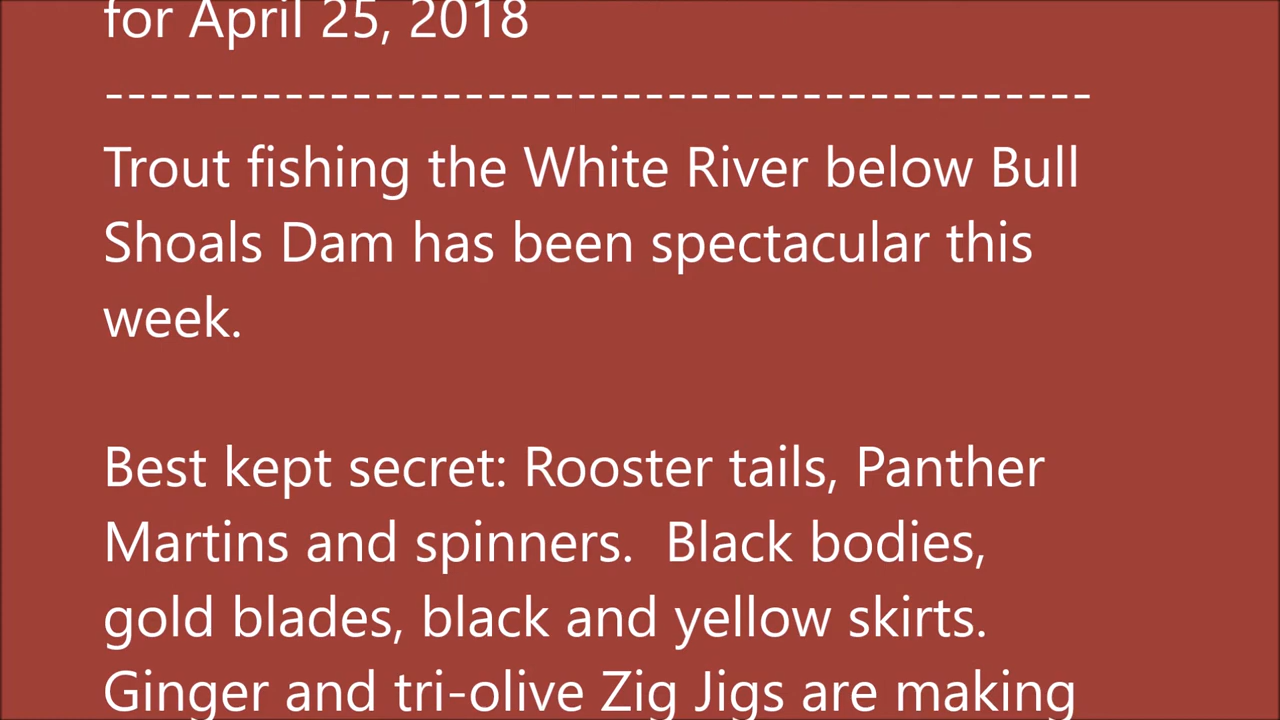 for April 25, 2018
---------------------------------------------
Trout fishing the White River below Bull
Shoals Dam has been spectacular this
week.
Best kept secret: Rooster tails, Panther
Martins and spinners.  Black bodies,
gold blades, black and yellow skirts.
Ginger and tri-olive Zig Jigs are making